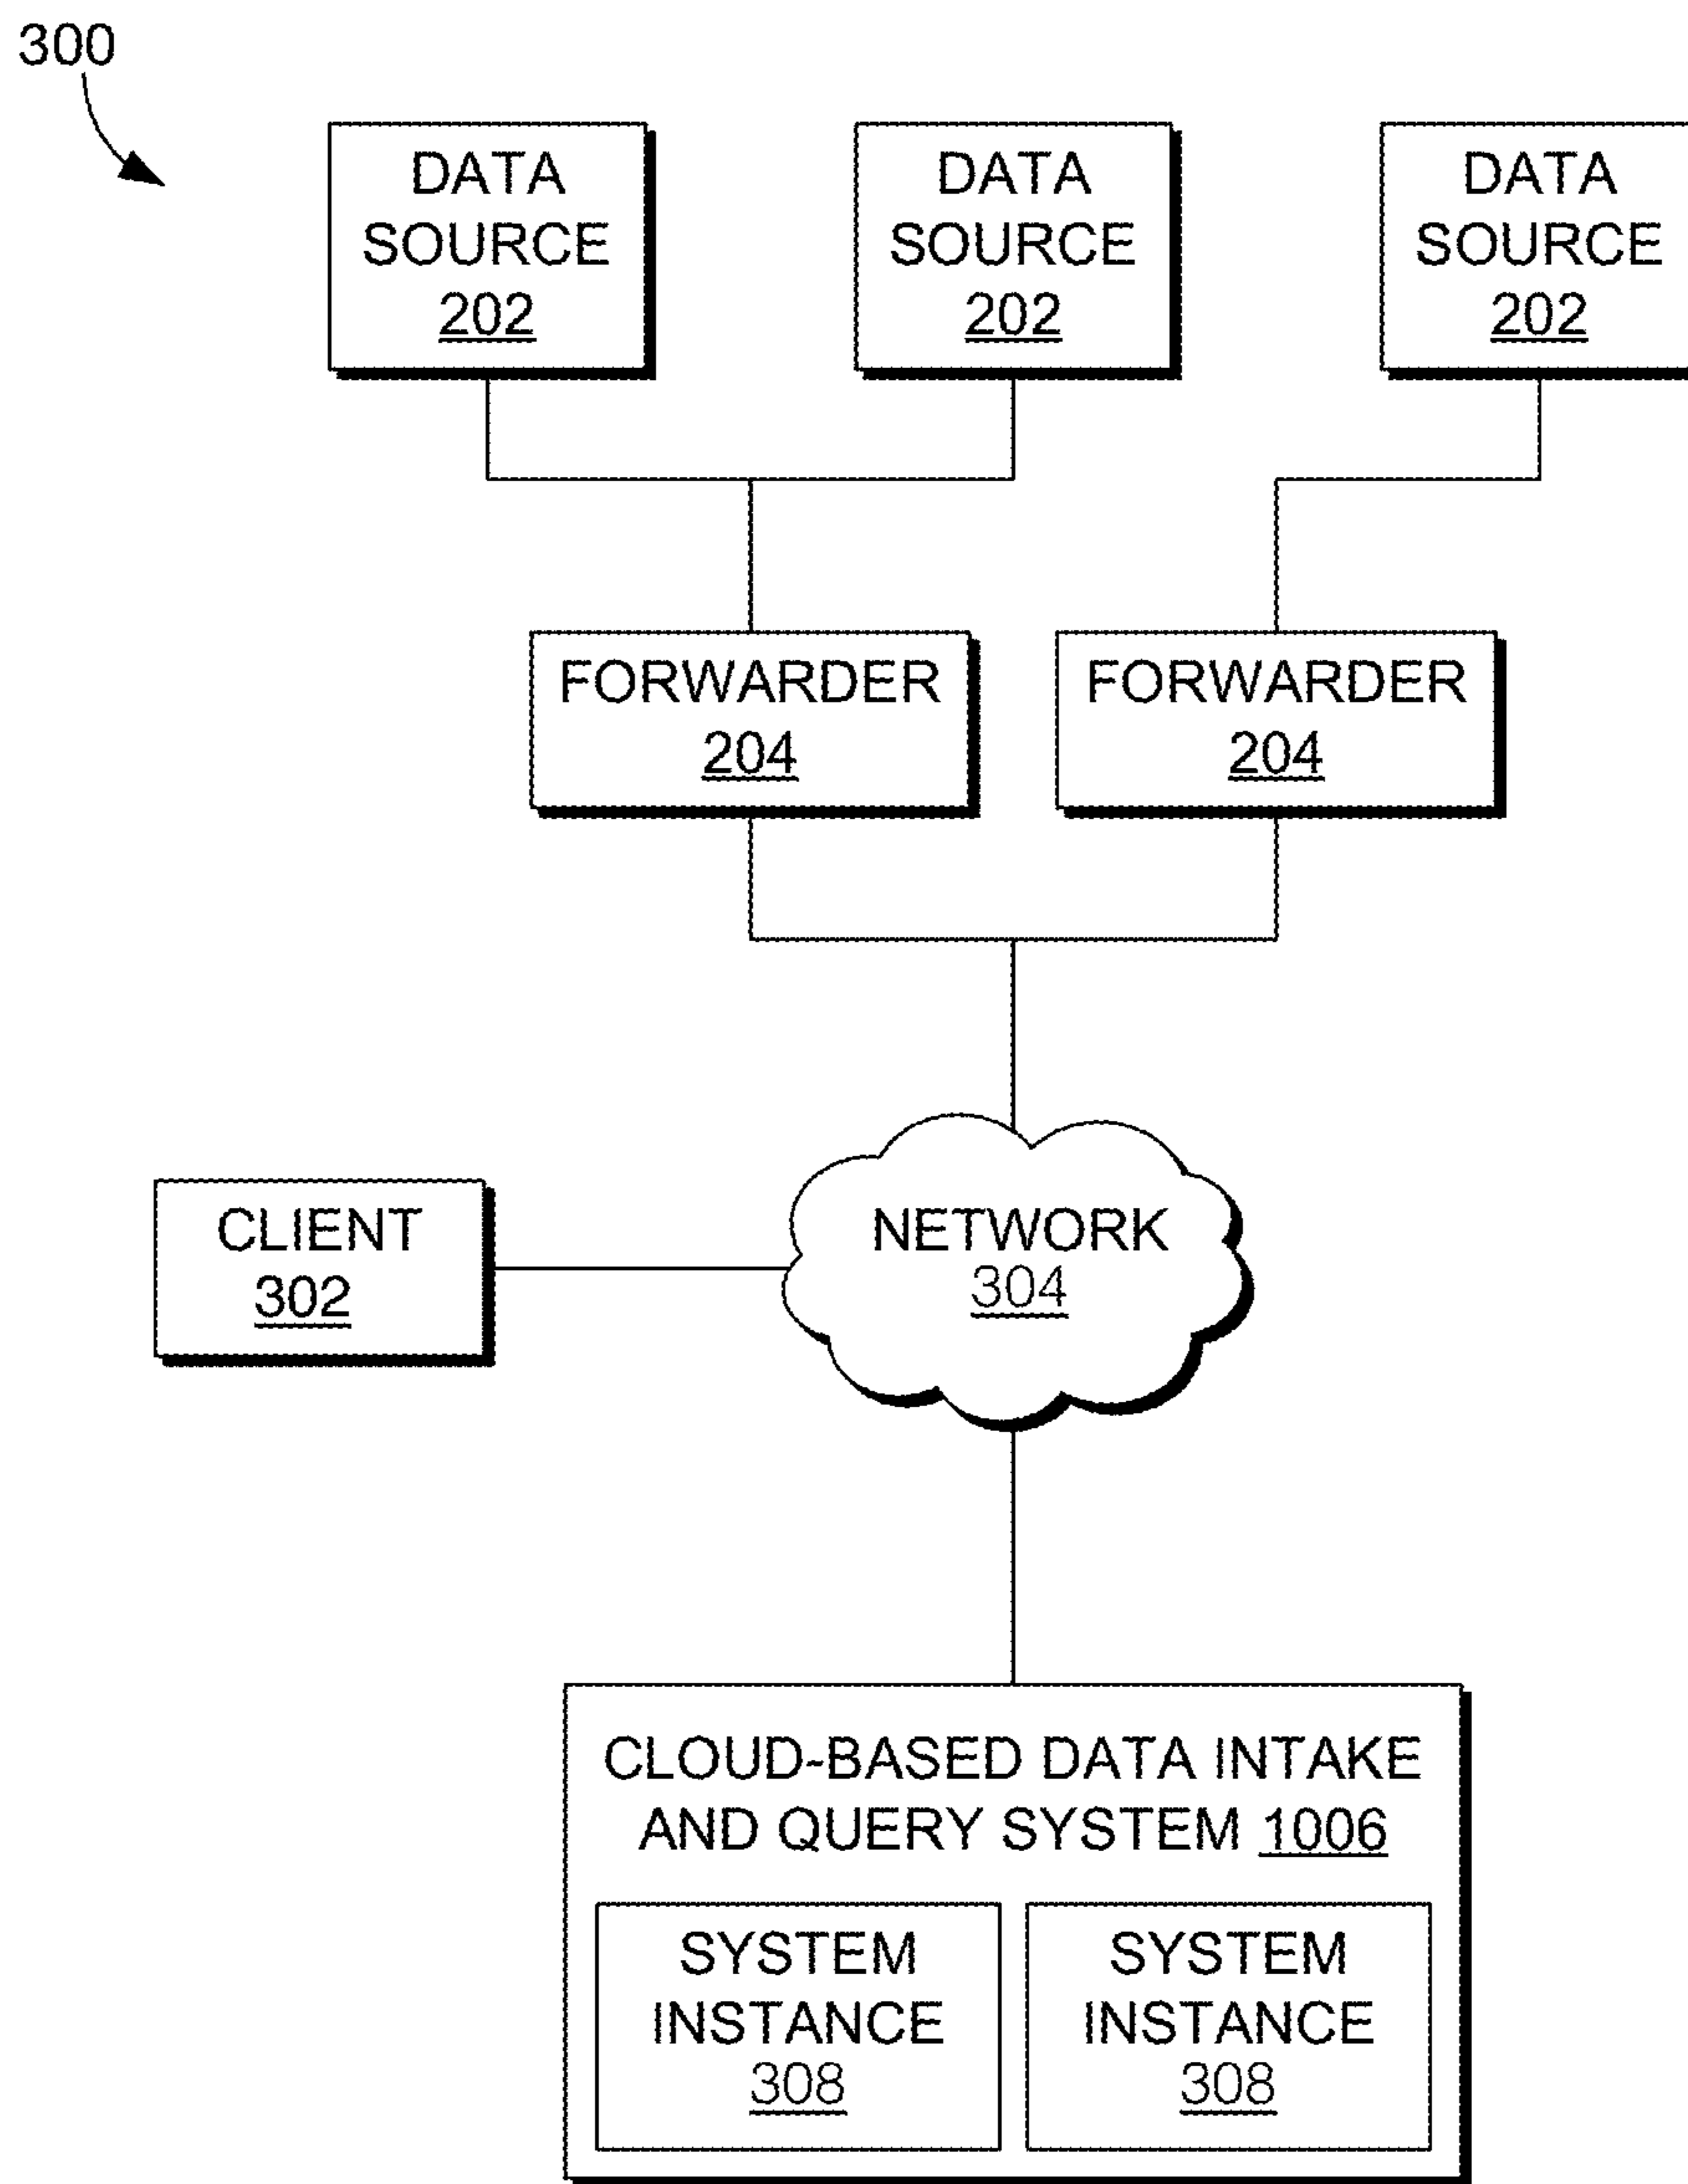 300
DATA
SOURCE
202
DATA
SOURCE
202
DATA
SOURCE
202
FORWARDER
204
FORWARDER
204
CLIENT
302
NETWORK
304
CLOUD-BASED DATA INTAKE
AND QUERY SYSTEM 1006
SYSTEM
INSTANCE
308
SYSTEM
INSTANCE
308